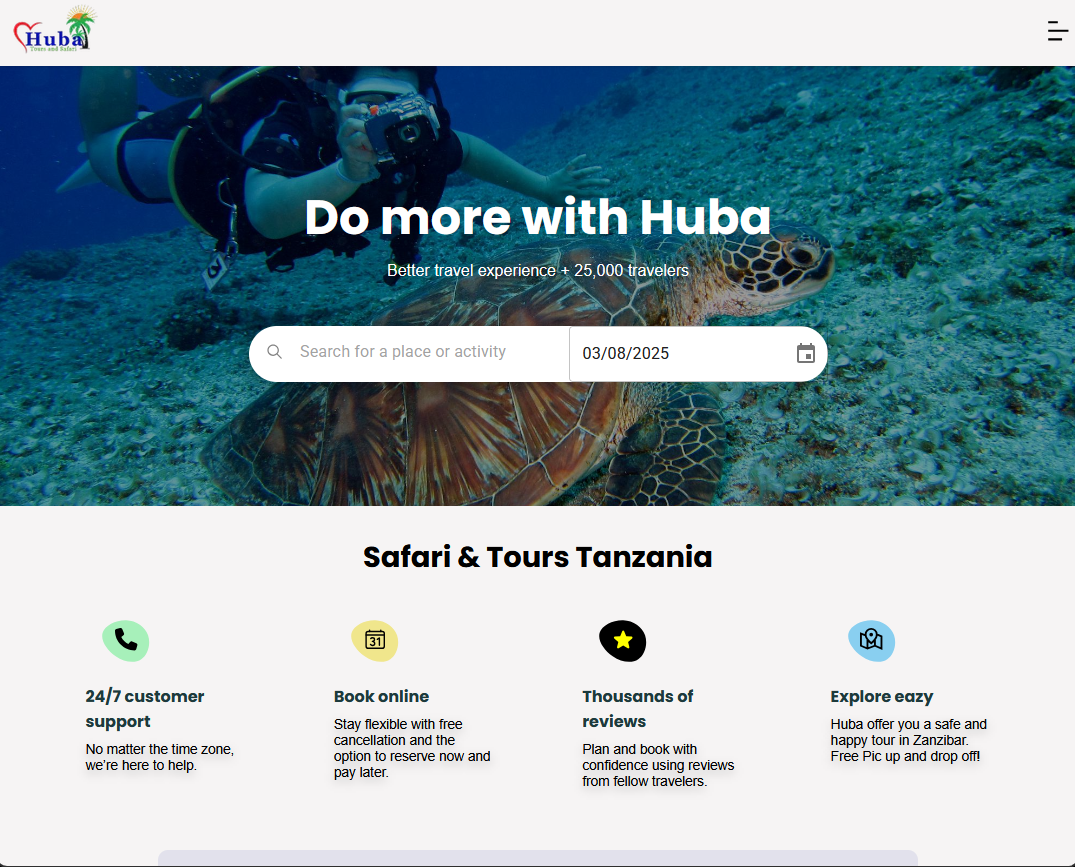 Huba
Tours and Safari
Do more with Huba
Better travel experience + 25,000 travelers
Search for a place or activity
03/08/2025
Safari & Tours Tanzania
31
24/7 customer
support
No matter the time zone,
we're here to help.
Book online
Stay flexible with free
cancellation and the
option to reserve now and
pay later.
Thousands of
reviews
Plan and book with
confidence using reviews
from fellow travelers.
Explore eazy
Huba offer you a safe and
happy tour in Zanzibar.
Free Pic up and drop off!